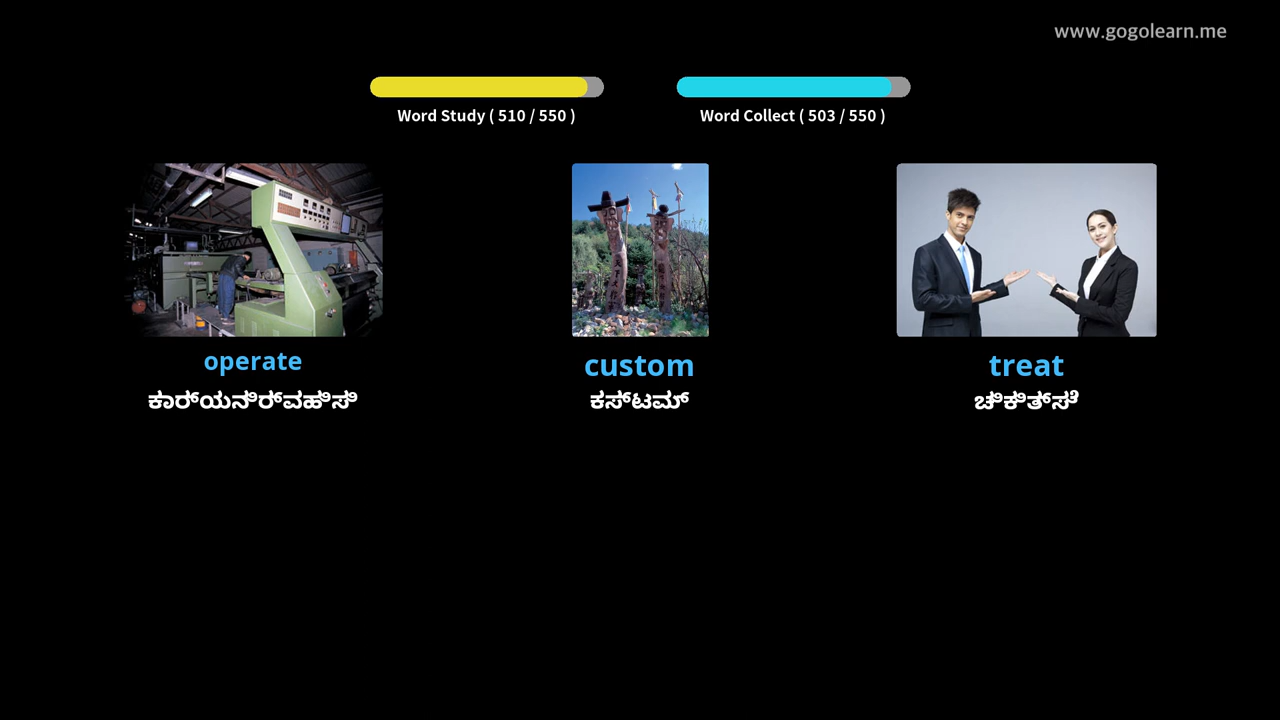 www.gogolearn.me
Word Study ( 510 / 550 )
Word Collect ( 503 / 550 )
operate
custom
treat
ಕಾರ್ಯನಿರ್ವಹಿಸಿ
ಕಸ್ಟಮ್
ಚಿಕಿತ್ಸೆ